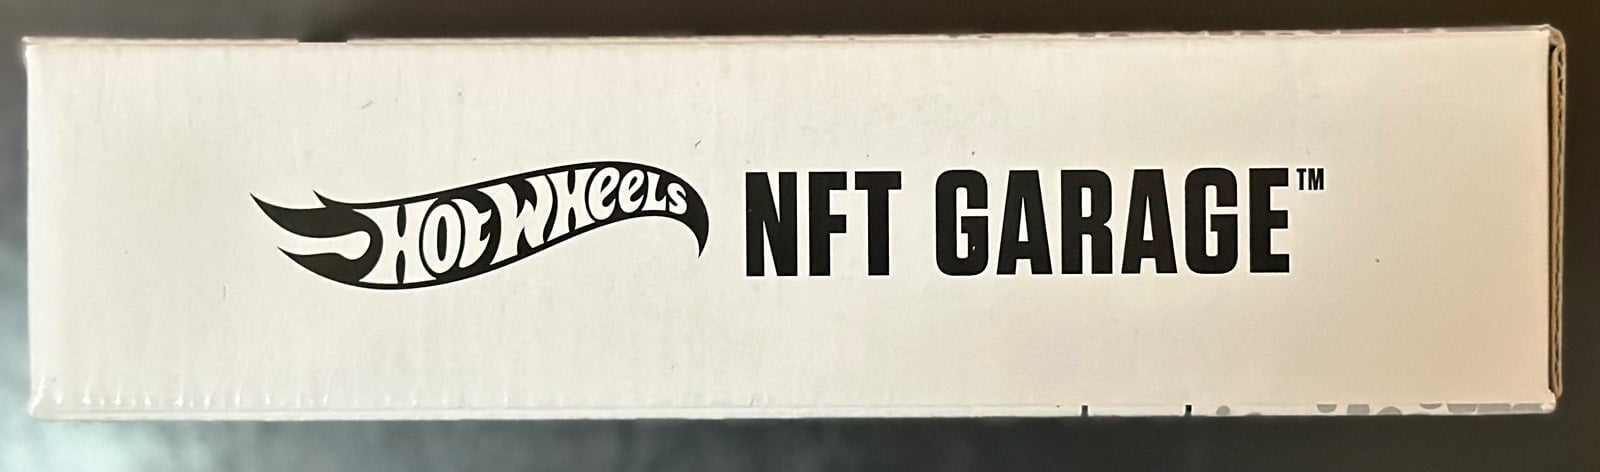 HOT WHEELS NFT GARAGE™